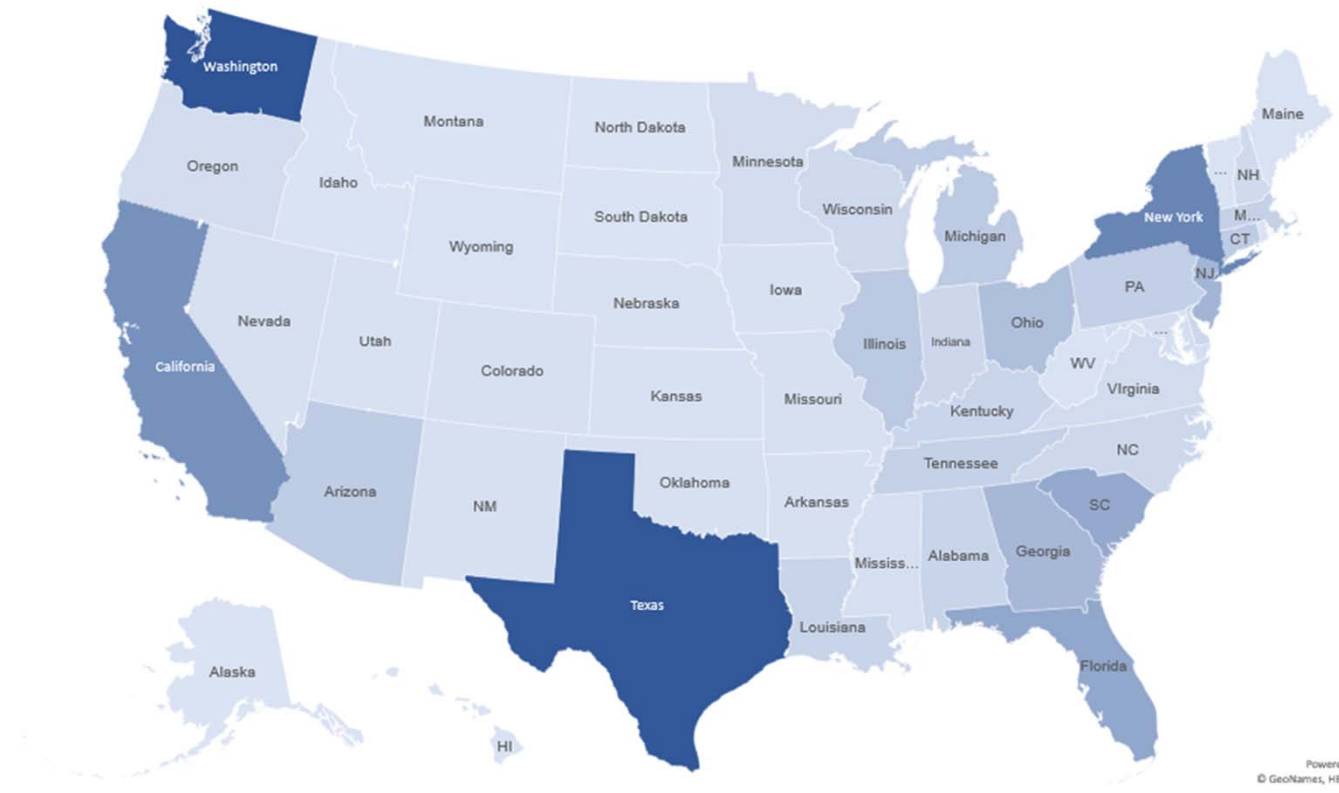 Washington
Montana
North Dakota
Minnesota
Maine
Oregon
Idaho
South Dakota
Wisconsin
Michigan
...
NH
New York
M...
CT
Wyoming
Nebraska
Iowa
NJ
PA
Nevada
Utah
Colorado
Kansas
Missouri
Illinois
Indiana
Ohio
...
WV
Virginia
California
Kentucky
Arizona
NM
Oklahoma
Arkansas
Tennessee
NC
Texas
Louisiana
Mississ...
Alabama
Georgia
SC
Florida
Alaska
HI
Powere
© GeoNames, HE